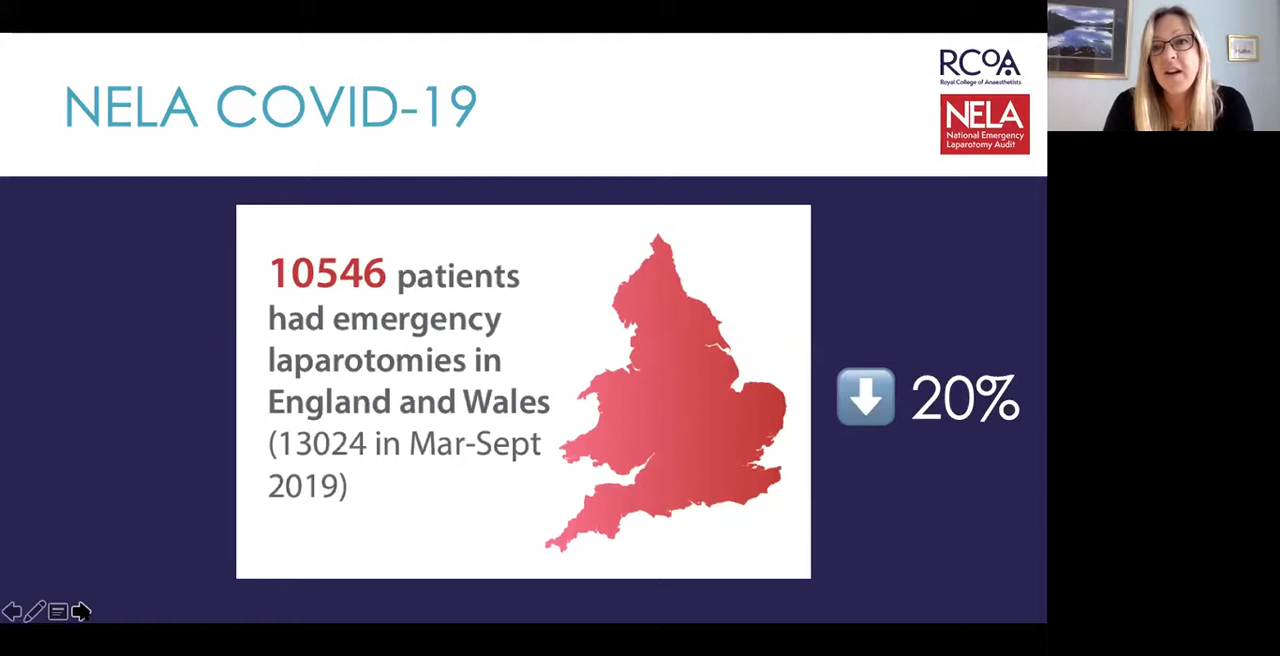 NELA COVID-19
RCoA
Royal College of Anaesthetists
NELA
National Emergency
Laparotomy Audit
10546 patients
had emergency
laparotomies in
England and Wales
(13024 in Mar-Sept
2019)
20%